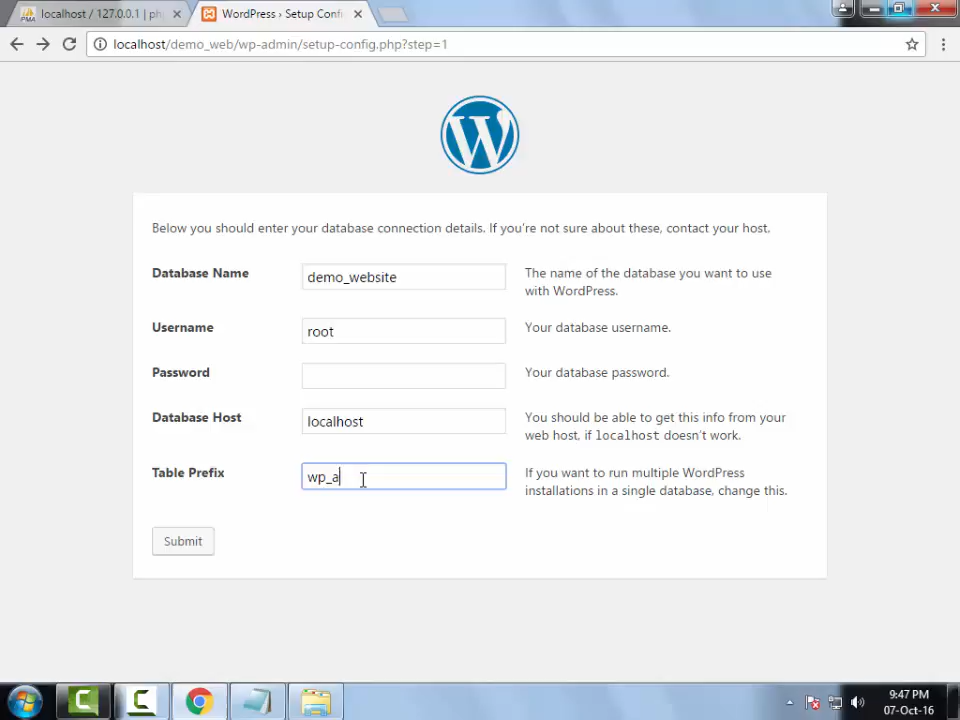 localhost / 127.0.0.1 | ph
WordPress › Setup Confi
localhost/demo_web/wp-admin/setup-config.php?step=1
Below you should enter your database connection details. If you're not sure about these, contact your host.
Database Name
demo_website
The name of the database you want to use
with WordPress.
Username
root
Your database username.
Password
Your database password.
Database Host
localhost
You should be able to get this info from your
web host, if localhost doesn't work.
Table Prefix
wp_a
If you want to run multiple WordPress
installations in a single database, change this.
Submit
9:47 PM
07-Oct-16